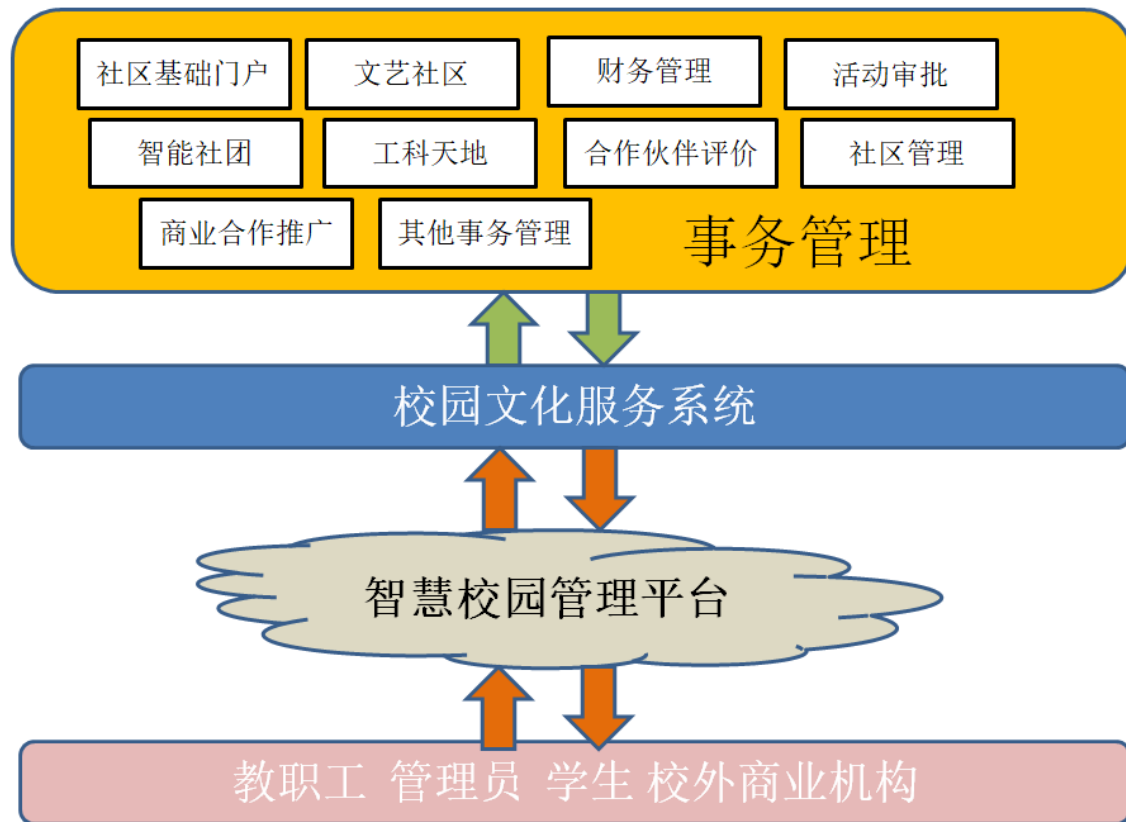 社区基础门户 文艺社区 财务管理 活动审批
智能社团 工科天地 合作伙伴评价 社区管理
商业合作推广 其他事务管理 事务管理
校园文化服务系统
智慧校园管理平台
教职工 管理员 学生 校外商业机构